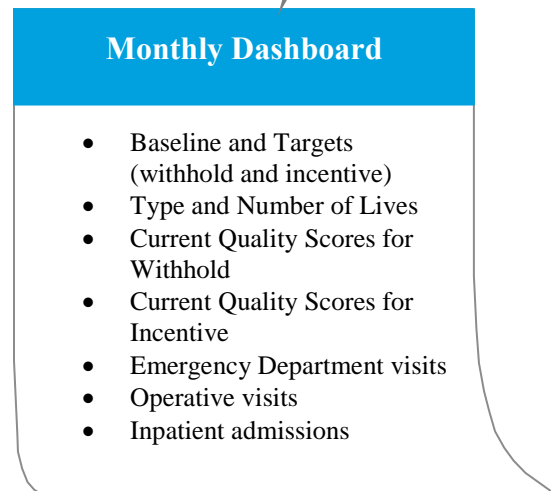 Monthly Dashboard
• Baseline and Targets
(withhold and incentive)
• Type and Number of Lives
• Current Quality Scores for
Withhold
• Current Quality Scores for
Incentive
• Emergency Department visits
• Operative visits
• Inpatient admissions